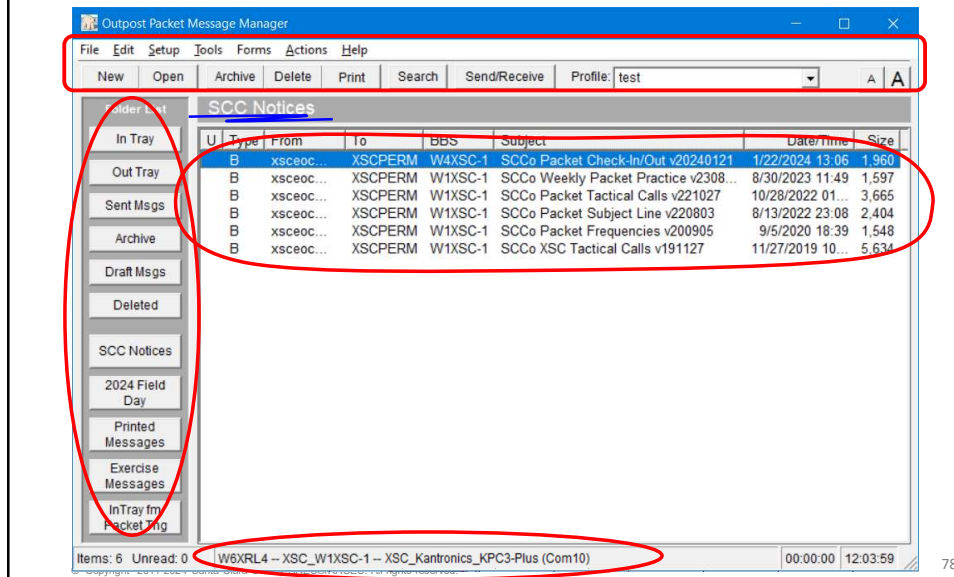 Outpost Packet Message Manager
File Edit Setup Tools Forms Actions Help
New Open Archive Delete Print Search Send/Receive Profile: test A A
Folder List SCC Notices
In Tray
Out Tray
Sent Msgs
Archive
Draft Msgs
Deleted
SCC Notices
2024 Field
Day
Printed
Messages
Exercise
Messages
InTray fm
Packet Tng
U Type From To BBS Subject Date/Time Size
B xsceoc... XSCPERM W4XSC-1 SCCo Packet Check-In/Out v20240121 1/22/2024 13:06 1,960
B xsceoc... XSCPERM W1XSC-1 SCCo Weekly Packet Practice v2308... 8/30/2023 11:49 1,597
B xsceoc... XSCPERM W1XSC-1 SCCo Packet Tactical Calls v221027 10/28/2022 01... 3,665
B xsceoc... XSCPERM W1XSC-1 SCCo Packet Subject Line v220803 8/13/2022 23:08 2,404
B xsceoc... XSCPERM W1XSC-1 SCCo Packet Frequencies v200905 9/5/2020 18:39 1,548
B xsceoc... XSCPERM W1XSC-1 SCCo XSC Tactical Calls v191127 11/27/2019 10... 5,634
Items: 6 Unread: 0 W6XRL4 -- XSC_W1XSC-1 -- XSC_Kantronics_KPC3-Plus (Com10) 00:00:00 12:03:59
78